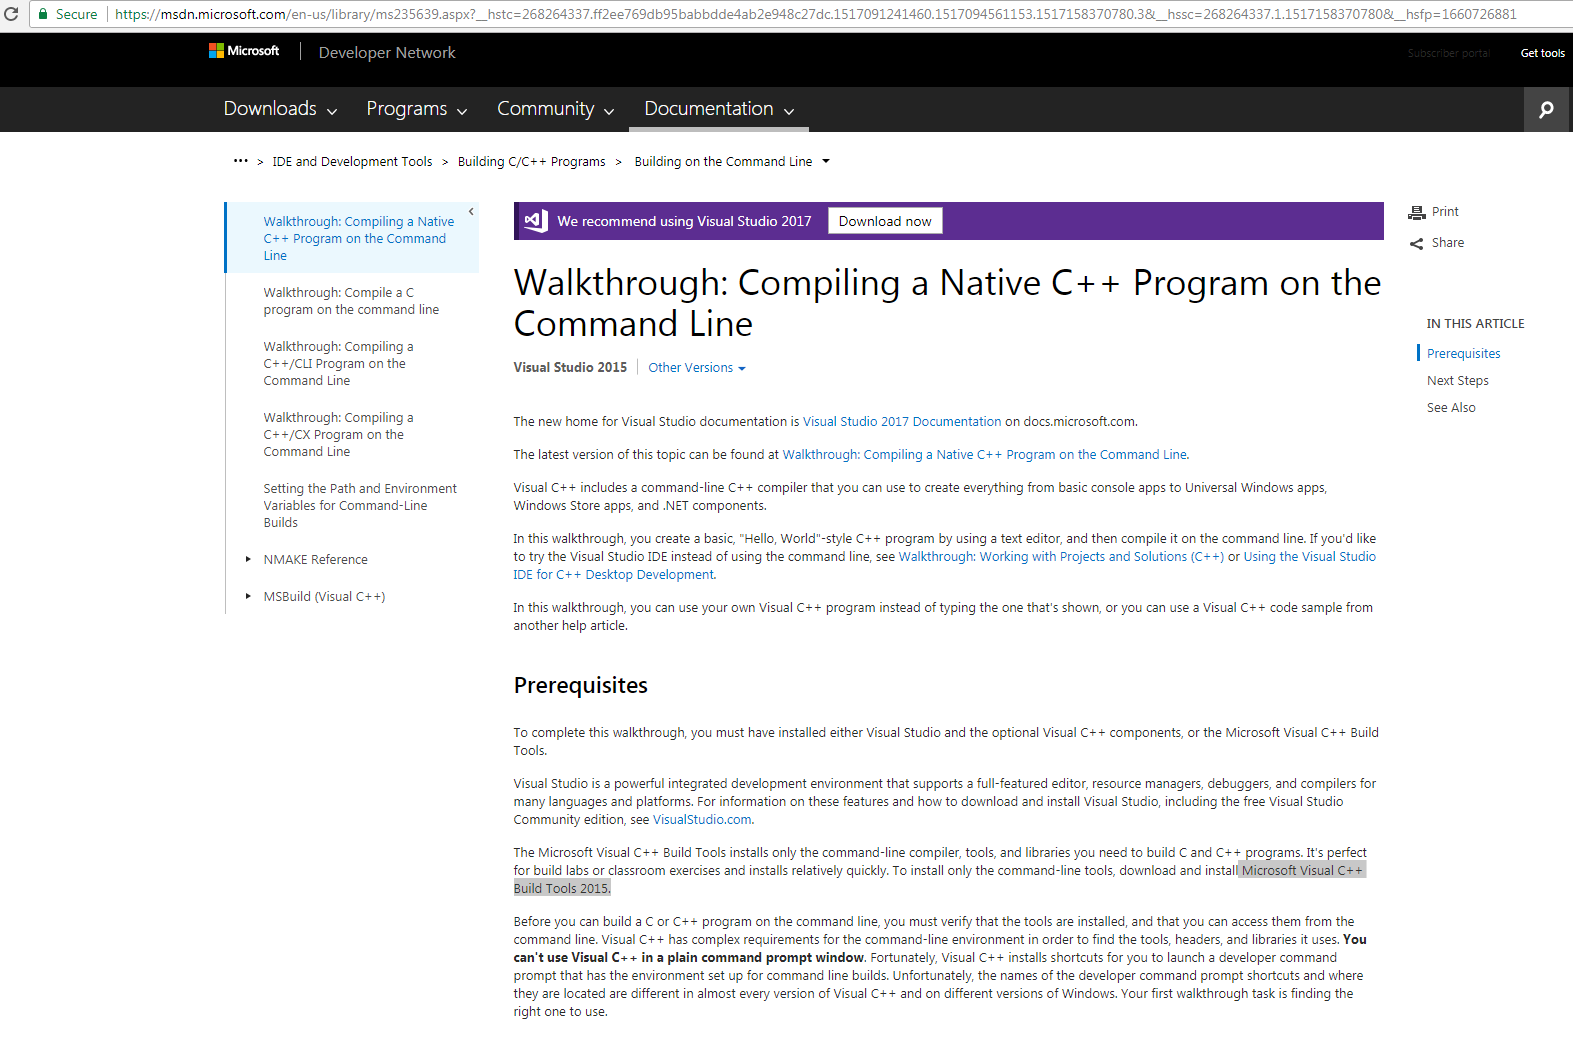 Secure https://msdn.microsoft.com/en-us/library/ms235639.aspx?__hstc=268264337.ff2ee769db95babbdde4ab2e948c27dc.1517091241460.1517094561153.1517158370780.3&__hssc=268264337.1.1517158370780&__hsfp=1660726881
Microsoft Developer Network Subscriber portal Get tools
Downloads Programs Community Documentation
••• > IDE and Development Tools > Building C/C++ Programs > Building on the Command Line
Walkthrough: Compiling a Native
C++ Program on the Command
Line
Walkthrough: Compile a C
program on the command line
Walkthrough: Compiling a
C++/CLI Program on the
Command Line
Walkthrough: Compiling a
C++/CX Program on the
Command Line
Setting the Path and Environment
Variables for Command-Line
Builds
NMAKE Reference
MSBuild (Visual C++)
We recommend using Visual Studio 2017 Download now
Walkthrough: Compiling a Native C++ Program on the
Command Line
Visual Studio 2015 Other Versions
The new home for Visual Studio documentation is Visual Studio 2017 Documentation on docs.microsoft.com.
The latest version of this topic can be found at Walkthrough: Compiling a Native C++ Program on the Command Line.
Visual C++ includes a command-line C++ compiler that you can use to create everything from basic console apps to Universal Windows apps,
Windows Store apps, and .NET components.
In this walkthrough, you create a basic, "Hello, World"-style C++ program by using a text editor, and then compile it on the command line. If you'd like
to try the Visual Studio IDE instead of using the command line, see Walkthrough: Working with Projects and Solutions (C++) or Using the Visual Studio
IDE for C++ Desktop Development.
In this walkthrough, you can use your own Visual C++ program instead of typing the one that's shown, or you can use a Visual C++ code sample from
another help article.
Prerequisites
To complete this walkthrough, you must have installed either Visual Studio and the optional Visual C++ components, or the Microsoft Visual C++ Build
Tools.
Visual Studio is a powerful integrated development environment that supports a full-featured editor, resource managers, debuggers, and compilers for
many languages and platforms. For information on these features and how to download and install Visual Studio, including the free Visual Studio
Community edition, see VisualStudio.com.
The Microsoft Visual C++ Build Tools installs only the command-line compiler, tools, and libraries you need to build C and C++ programs. It's perfect
for build labs or classroom exercises and installs relatively quickly. To install only the command-line tools, download and install Microsoft Visual C++
Build Tools 2015.
Before you can build a C or C++ program on the command line, you must verify that the tools are installed, and that you can access them from the
command line. Visual C++ has complex requirements for the command-line environment in order to find the tools, headers, and libraries it uses. You
can't use Visual C++ in a plain command prompt window. Fortunately, Visual C++ installs shortcuts for you to launch a developer command
prompt that has the environment set up for command line builds. Unfortunately, the names of the developer command prompt shortcuts and where
they are located are different in almost every version of Visual C++ and on different versions of Windows. Your first walkthrough task is finding the
right one to use.
Print
Share
IN THIS ARTICLE
Prerequisites
Next Steps
See Also